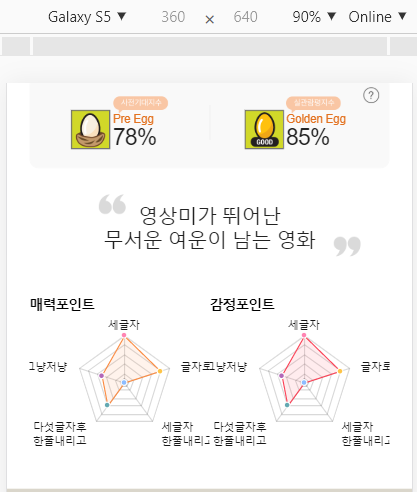 Galaxy S5 ▼ 360 × 640 90% ▼ Online ▼
사전기대지수 실관람평지수 ?
Pre Egg Golden Egg
78% 85%
GOOD
“ 영상미가 뛰어난
무서운 여운이 남는 영화 ”
매력포인트 감정포인트
세글자 세글자
1냥저냥 글자로 1냥저냥 글자로
다섯글자후 세글자 다섯글자후 세글자
한줄내리고 한줄내리고 한줄내리고 한줄내리고